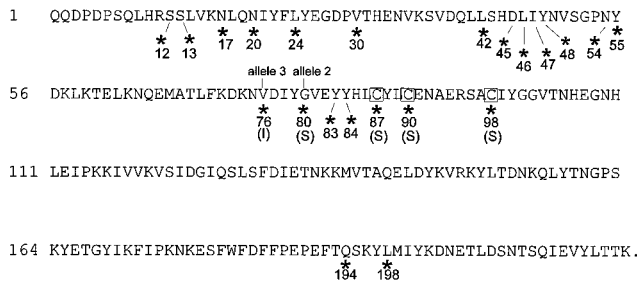 1 QQDPDPSQLHRSSLVKNLQNIYFLYEGDPVTHENVKSVDQLLSHDLIYNVSGPNY
* * * * * * * * * * *
12 13 17 20 24 30 42 45 47 48 54 55
46
56 DKLKTELKNQEMATLFKDKNVDIYGVEYYHLCYLCENAERSACIYGGVTNHEGNH
allele 3 allele 2
* * * * * * *
76 80 83 84 87 90 98
(I) (S) (S) (S) (S)
111 LEIPKKIVVKVSIDGIQSLSFDIETNKKMVTAQELDYKVRKYLTDNKQLYTNGPS
164 KYETGYIKFIPKNKESFWFDFFPEPEFTQSKYLMIYKDNETLDSNTSQIEVYLTTK.
* *
194 198